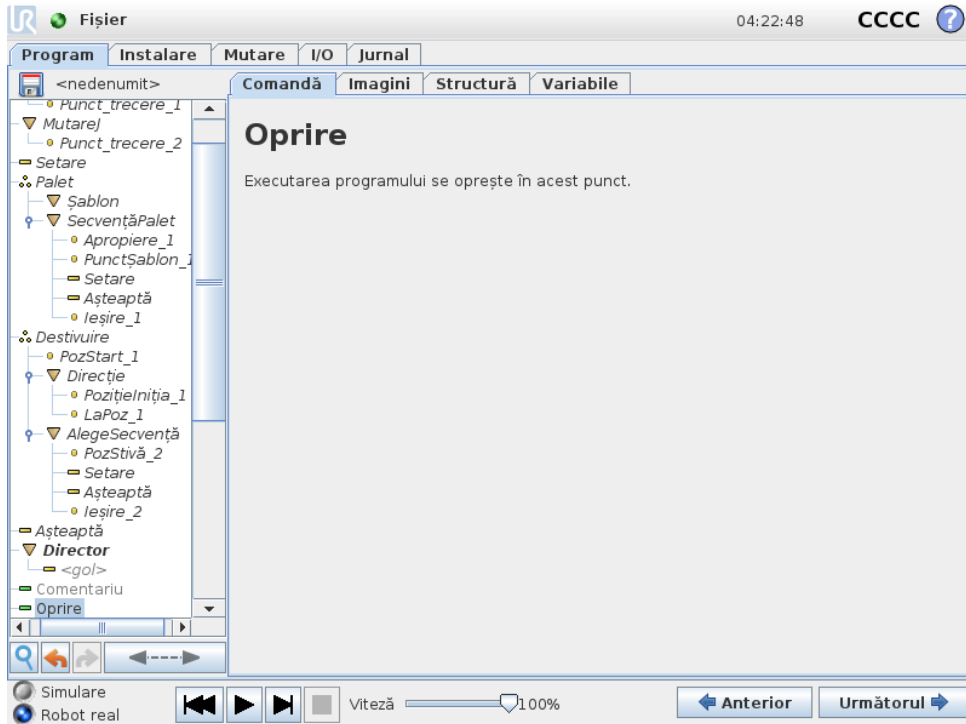 UR Fișier 04:22:48 CCCC ?
Program Instalare Mutare I/O Jurnal
<nedenumit> Comandă Imagini Structură Variabile
Punct_trecere_1
MutareJ
Punct_trecere_2
Setare
Palet
Șablon
SecvențăPalet
Apropiere_1
PunctȘablon_1
Setare
Așteaptă
Ieșire_1
Destivuire
PozStart_1
Direcție
PozițieIniția_1
LaPoz_1
AlegeSecvență
PozStivă_2
Setare
Așteaptă
Ieșire_2
Așteaptă
Director
<gol>
Comentariu
Oprire
Oprire
Executarea programului se oprește în acest punct.
Simulare
Robot real
Viteză 100%
Anterior Următorul